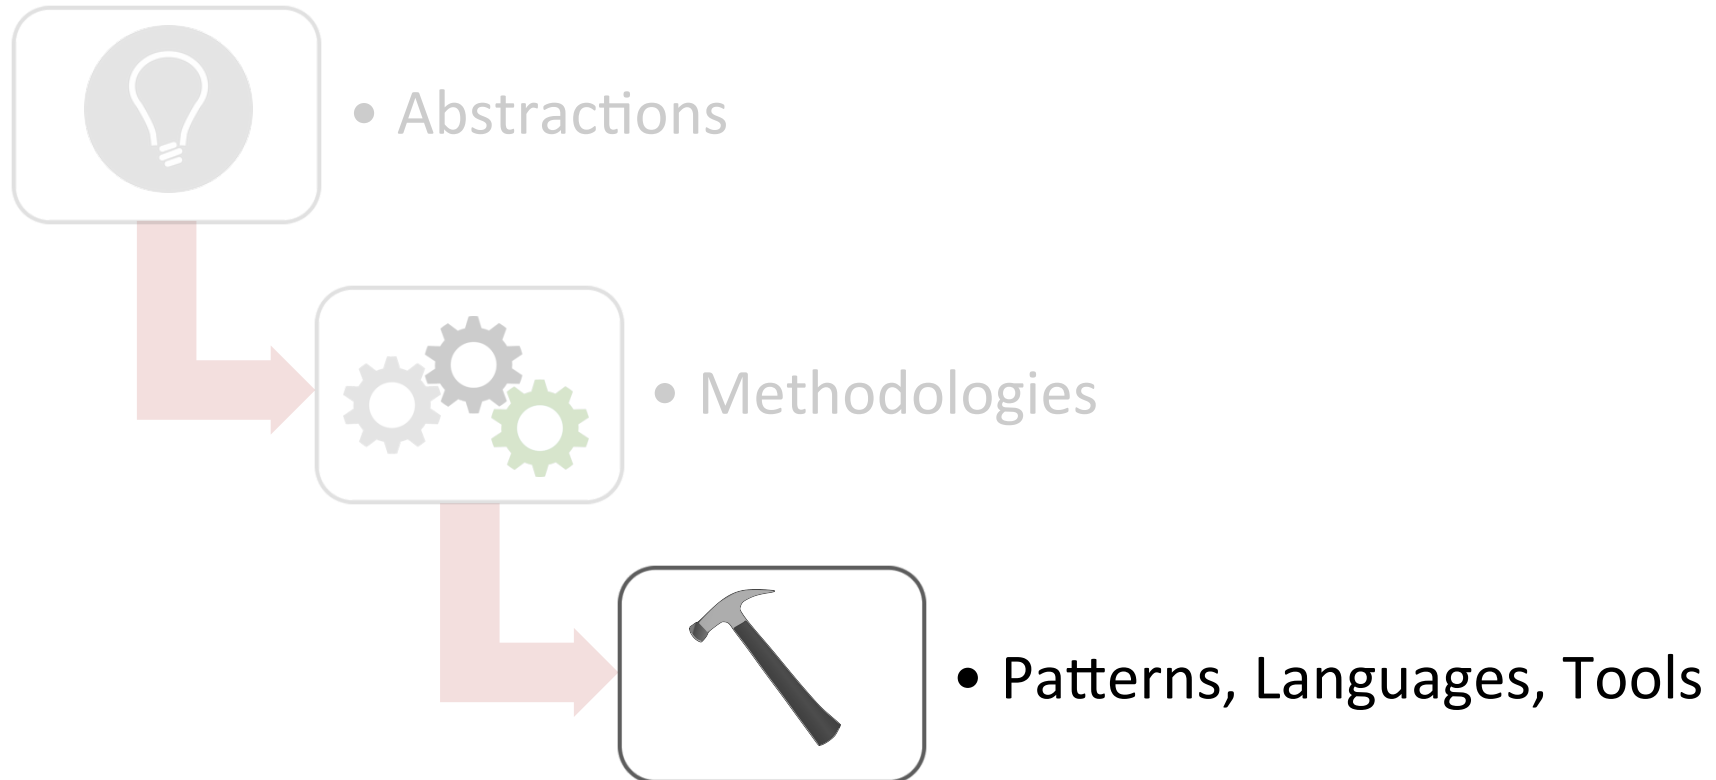 • Abstractions
• Methodologies
• Patterns, Languages, Tools